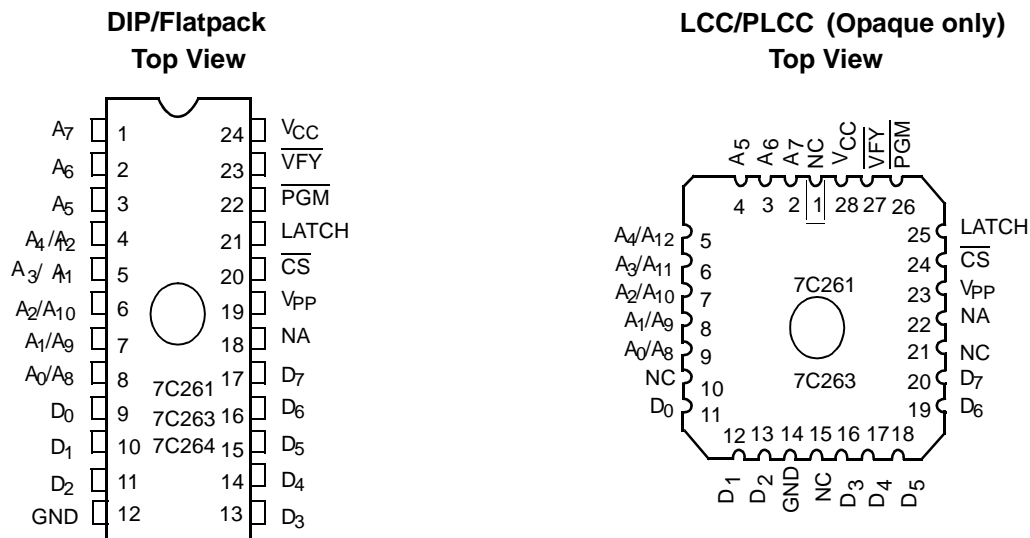 DIP/Flatpack
Top View
A7 1 24 VCC
A6 2 23 VFY
A5 3 22 PGM
A4/A12 4 21 LATCH
A3/A11 5 20 CS
A2/A10 6 19 VPP
A1/A9 7 18 NA
A0/A8 8 7C261 17 D7
D0 9 7C263 16 D6
D1 10 7C264 15 D5
D2 11 14 D4
GND 12 13 D3
LCC/PLCC (Opaque only)
Top View
A5 A6 A7 NC VCC VFY PGM
4 3 2 1 28 27 26
A4/A12 5 25 LATCH
A3/A11 6 24 CS
A2/A10 7 7C261 23 VPP
A1/A9 8 22 NA
A0/A8 9 21 NC
NC 10 7C263 20 D7
D0 11 19 D6
12 13 14 15 16 17 18
D1 D2 GND NC D3 D4 D5